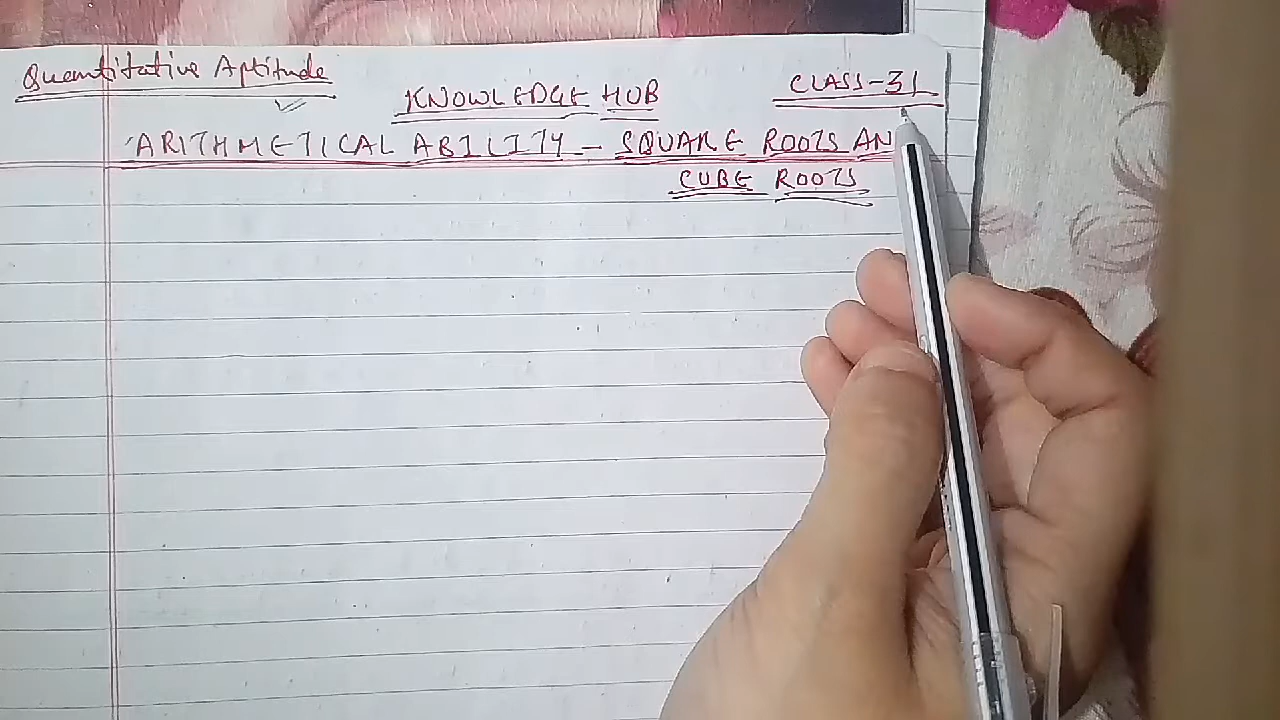 Quantitative Aptitude
KNOWLEDGE HUB
CLASS-31
ARITHMETICAL ABILITY - SQUARE ROOTS AN
CUBE ROOTS